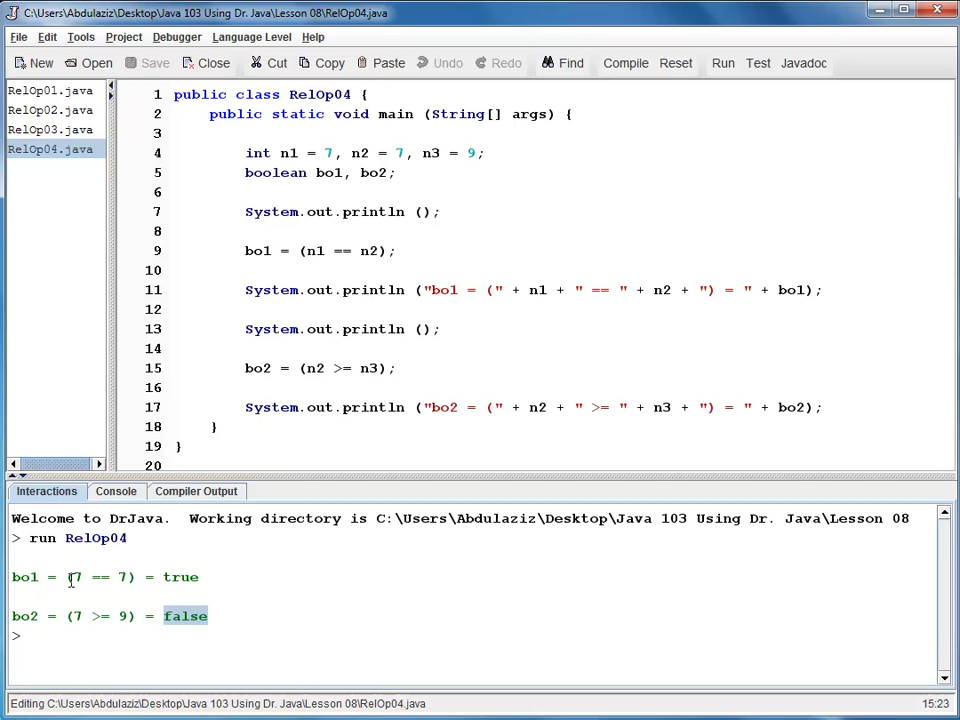 C:\Users\Abdulaziz\Desktop\Java 103 Using Dr. Java\Lesson 08\RelOp04.java
File Edit Tools Project Debugger Language Level Help
New Open Save Close Cut Copy Paste Undo Redo Find Compile Reset Run Test Javadoc
RelOp01.java
RelOp02.java
RelOp03.java
RelOp04.java
1 public class RelOp04 {
2 public static void main (String[] args) {
3
4 int n1 = 7, n2 = 7, n3 = 9;
5 boolean bo1, bo2;
6
7 System.out.println ();
8
9 bo1 = (n1 == n2);
10
11 System.out.println ("bo1 = (" + n1 + " == " + n2 + ") = " + bo1);
12
13 System.out.println ();
14
15 bo2 = (n2 >= n3);
16
17 System.out.println ("bo2 = (" + n2 + " >= " + n3 + ") = " + bo2);
18 }
19 }
20
Interactions Console Compiler Output
Welcome to DrJava. Working directory is C:\Users\Abdulaziz\Desktop\Java 103 Using Dr. Java\Lesson 08
> run RelOp04
bo1 = (7 == 7) = true
bo2 = (7 >= 9) = false
>
Editing C:\Users\Abdulaziz\Desktop\Java 103 Using Dr. Java\Lesson 08\RelOp04.java 15:23